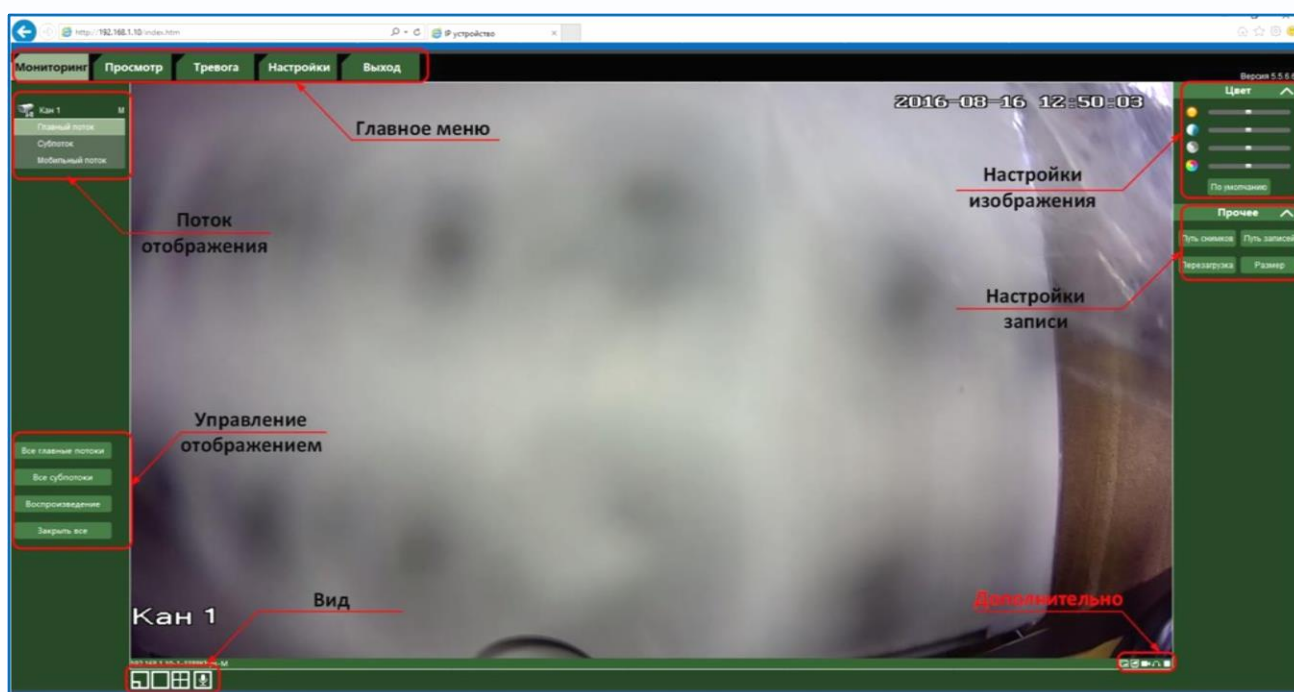 http://192.168.1.10/index.htm
IP устройство
Мониторинг Просмотр Тревога Настройки Выход
Версия 5.5.6.6
Кан 1 M
Главный поток
Субпоток
Мобильный поток
2016-08-16 12:50:03
Цвет
Главное меню
По умолчанию
Настройки
изображения
Прочее
Путь снимков Путь записей
Перезагрузка Размер
Поток
отображения
Настройки
записи
Управление
отображением
Все главные потоки
Все субпотоки
Воспроизведение
Закрыть все
Вид
Дополнительно
Кан 1